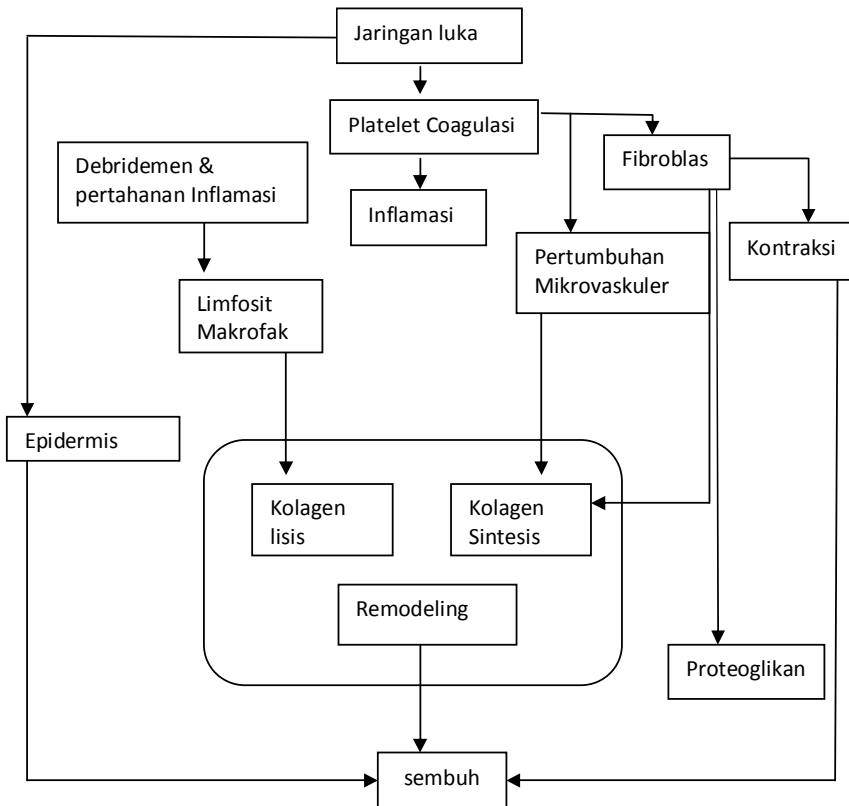 Jaringan luka
Platelet Coagulasi
Debridemen &
pertahanan Inflamasi
Fibroblas
Inflamasi
Kontraksi
Pertumbuhan
Mikrovaskuler
Limfosit
Makrofak
Epidermis
Kolagen
lisis
Kolagen
Sintesis
Remodeling
Proteoglikan
sembuh